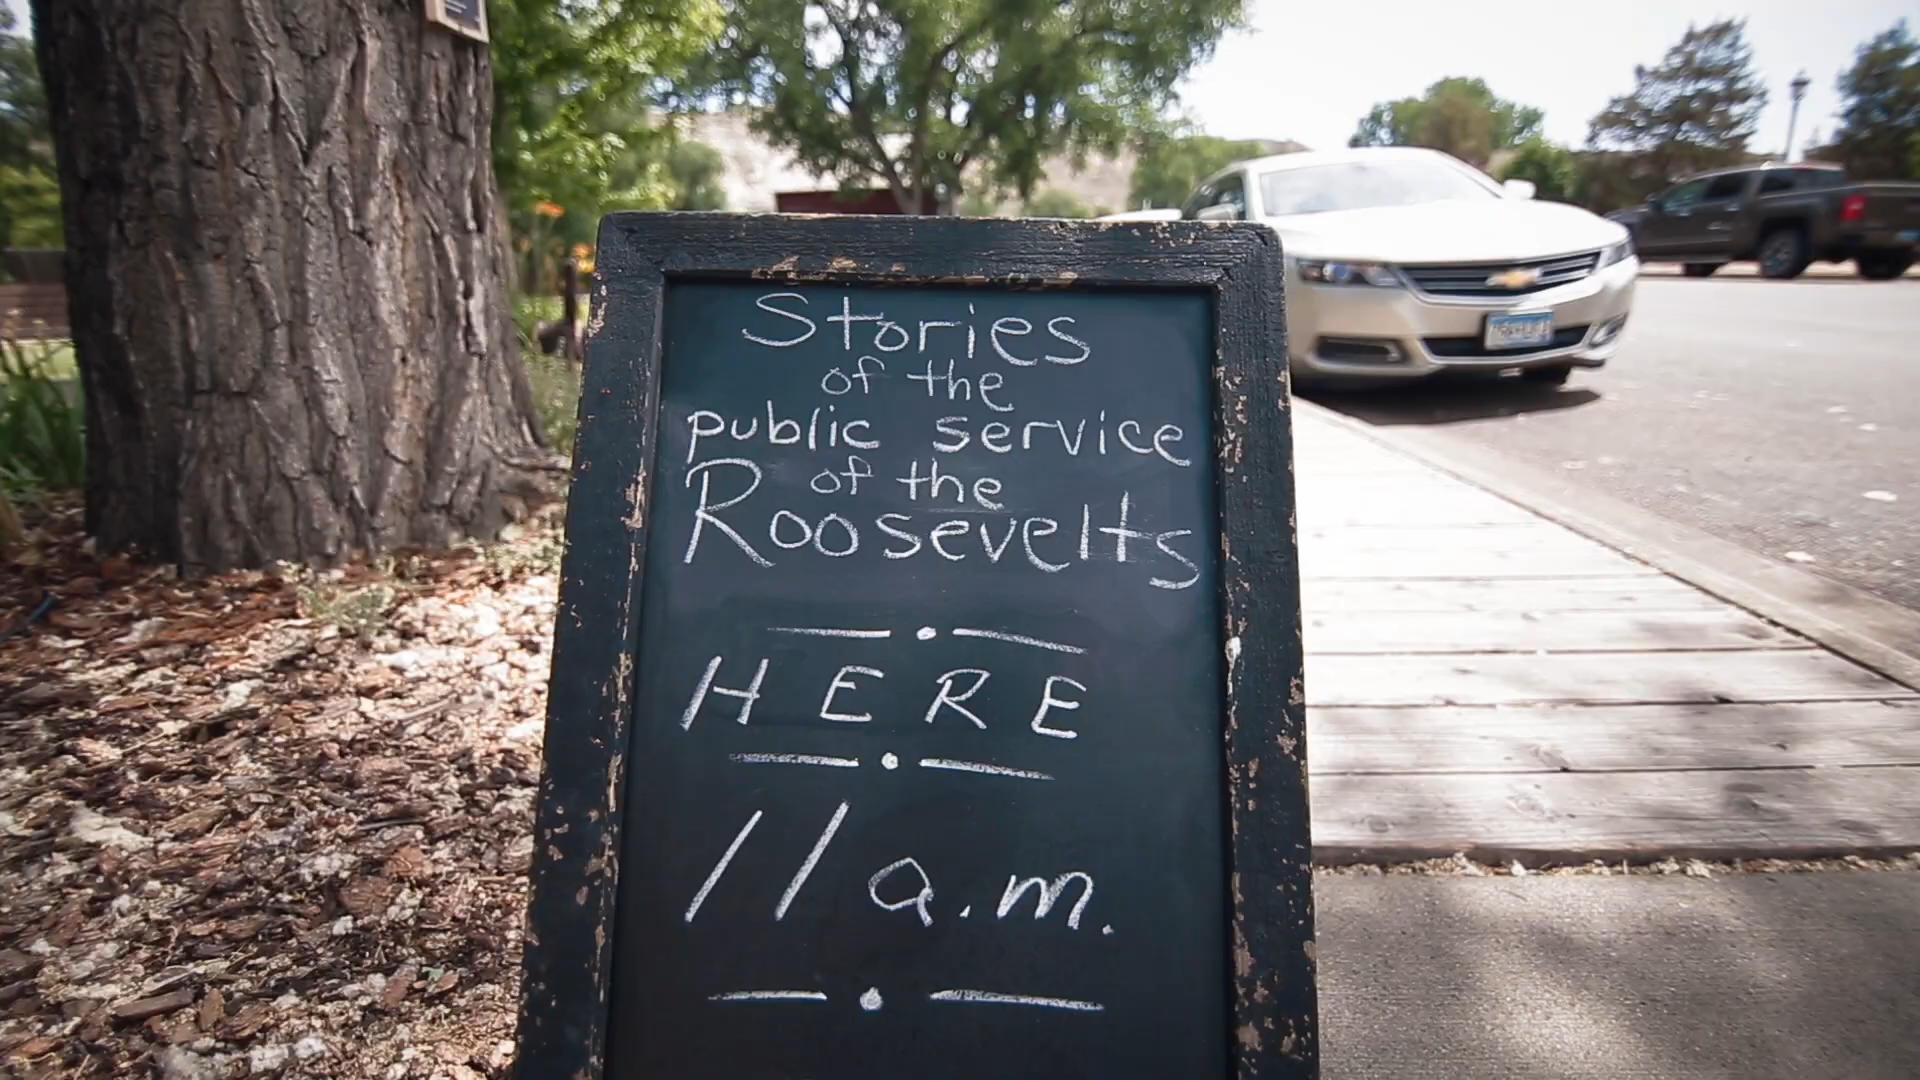 Stories
of the
public service
of the
Roosevelts
HERE
11 a.m.